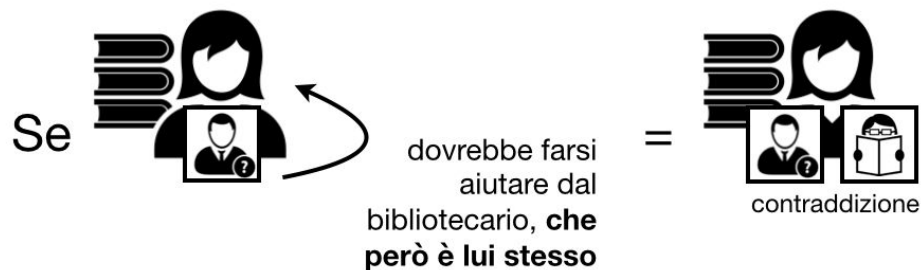 Se
dovrebbe farsi
aiutare dal
bibliotecario, che
però è lui stesso
=
contraddizione